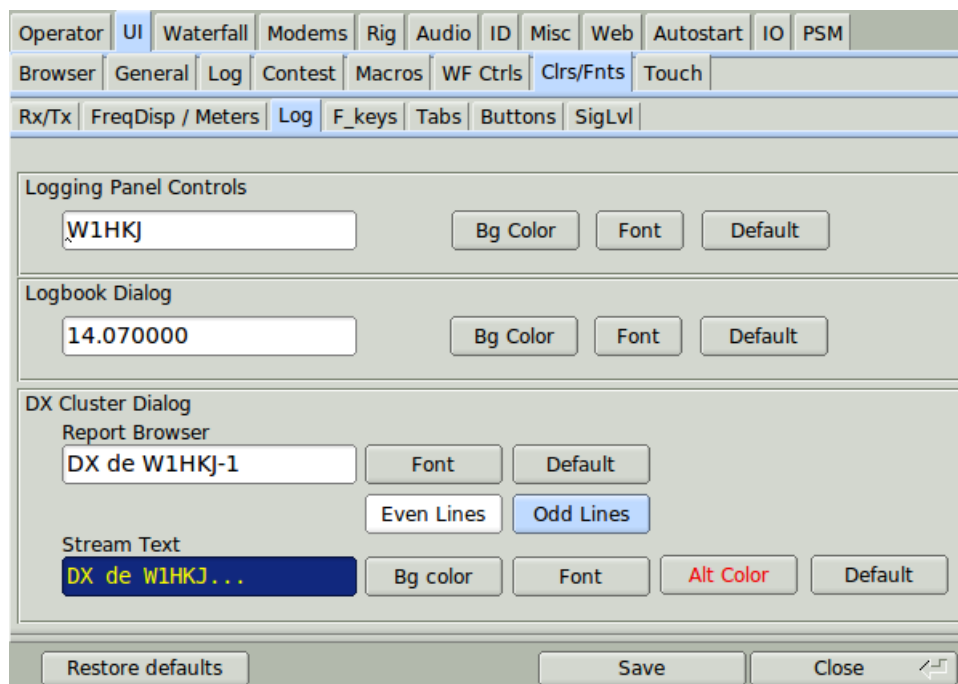 Operator UI Waterfall Modems Rig Audio ID Misc Web Autostart IO PSM
Browser General Log Contest Macros WF Ctrls Clrs/Fnts Touch
Rx/Tx FreqDisp / Meters Log F_keys Tabs Buttons SigLvl
Logging Panel Controls
W1HKJ Bg Color Font Default
Logbook Dialog
14.070000 Bg Color Font Default
DX Cluster Dialog
Report Browser
DX de W1HKJ-1 Font Default
Even Lines Odd Lines
Stream Text
DX de W1HKJ... Bg color Font Alt Color Default
Restore defaults Save Close